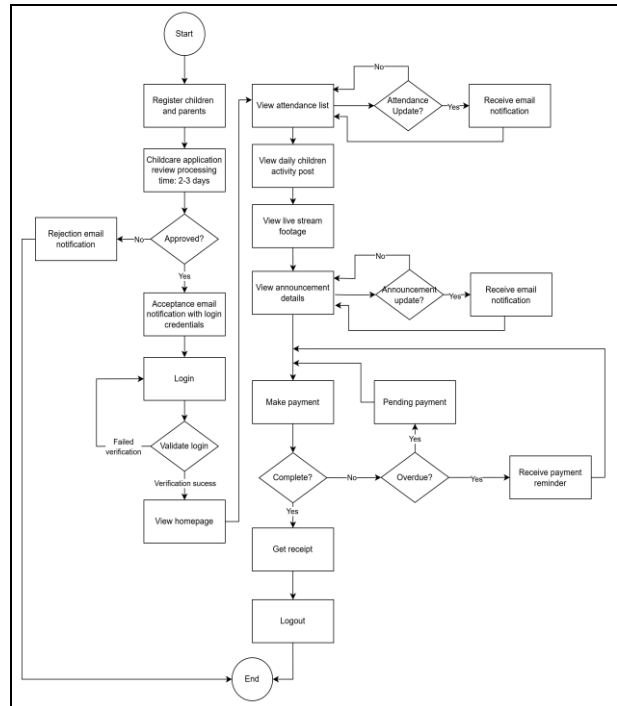 Start
Register children
and parents
Childcare application
review processing
time: 2-3 days
Approved?
No
Rejection email
notification
Yes
Acceptance email
notification with login
credentials
Login
Validate login
Failed
verification
Verification sucess
View homepage
View attendance list
Attendance
Update?
No
Yes
Receive email
notification
View daily children
activity post
View live stream
footage
View announcement
details
Announcement
update?
No
Yes
Receive email
notification
Make payment
Pending payment
Complete?
No
Overdue?
Yes
Yes
Receive payment
reminder
Yes
Get receipt
Logout
End